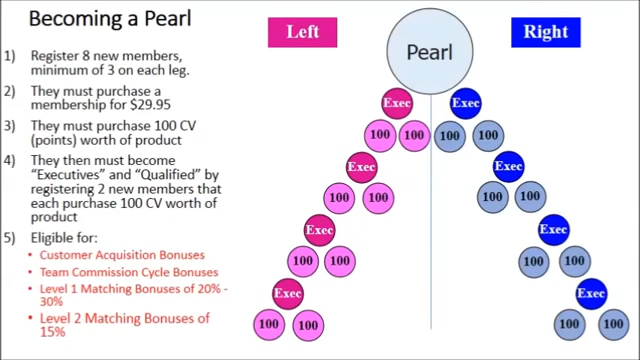 Becoming a Pearl
1) Register 8 new members,
minimum of 3 on each leg.
2) They must purchase a
membership for $29.95
3) They must purchase 100 CV
(points) worth of product
4) They then must become
"Executives" and "Qualified" by
registering 2 new members that
each purchase 100 CV worth of
product
5) Eligible for:
• Customer Acquisition Bonuses
• Team Commission Cycle Bonuses
• Level 1 Matching Bonuses of 20% -
30%
• Level 2 Matching Bonuses of
15%
Left
Right
Pearl
Exec Exec
100 100 100 100
Exec Exec
100 100 100 100
Exec Exec
100 100 100 100
Exec Exec
100 100 100 100